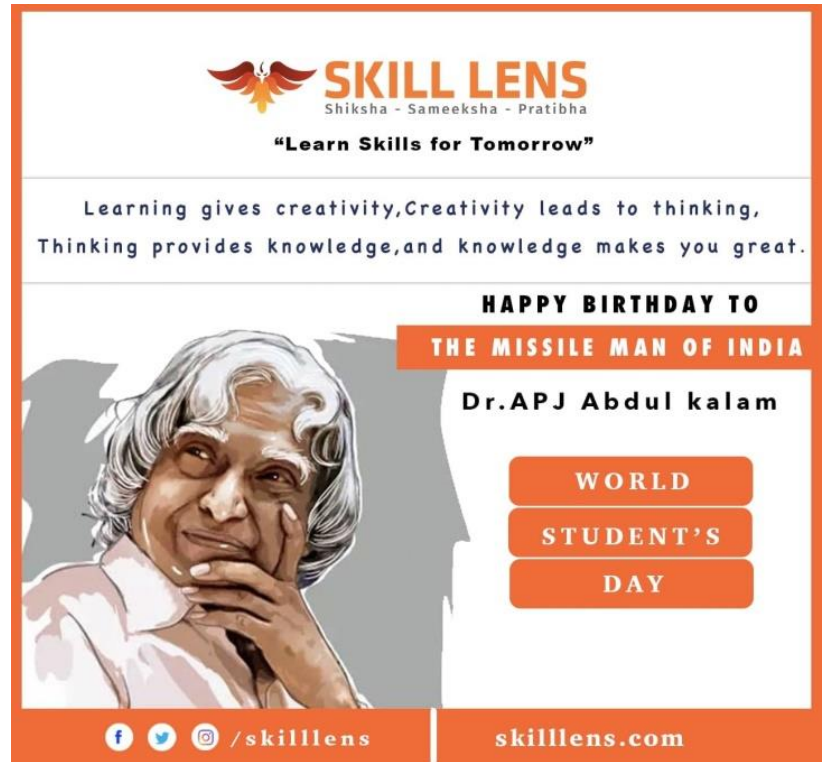 SKILL LENS
Shiksha - Sameeksha - Pratibha
“Learn Skills for Tomorrow”
Learning gives creativity,Creativity leads to thinking,
Thinking provides knowledge,and knowledge makes you great.
HAPPY BIRTHDAY TO
THE MISSILE MAN OF INDIA
Dr.APJ Abdul kalam
WORLD
STUDENT’S
DAY
/skilllens
skilllens.com